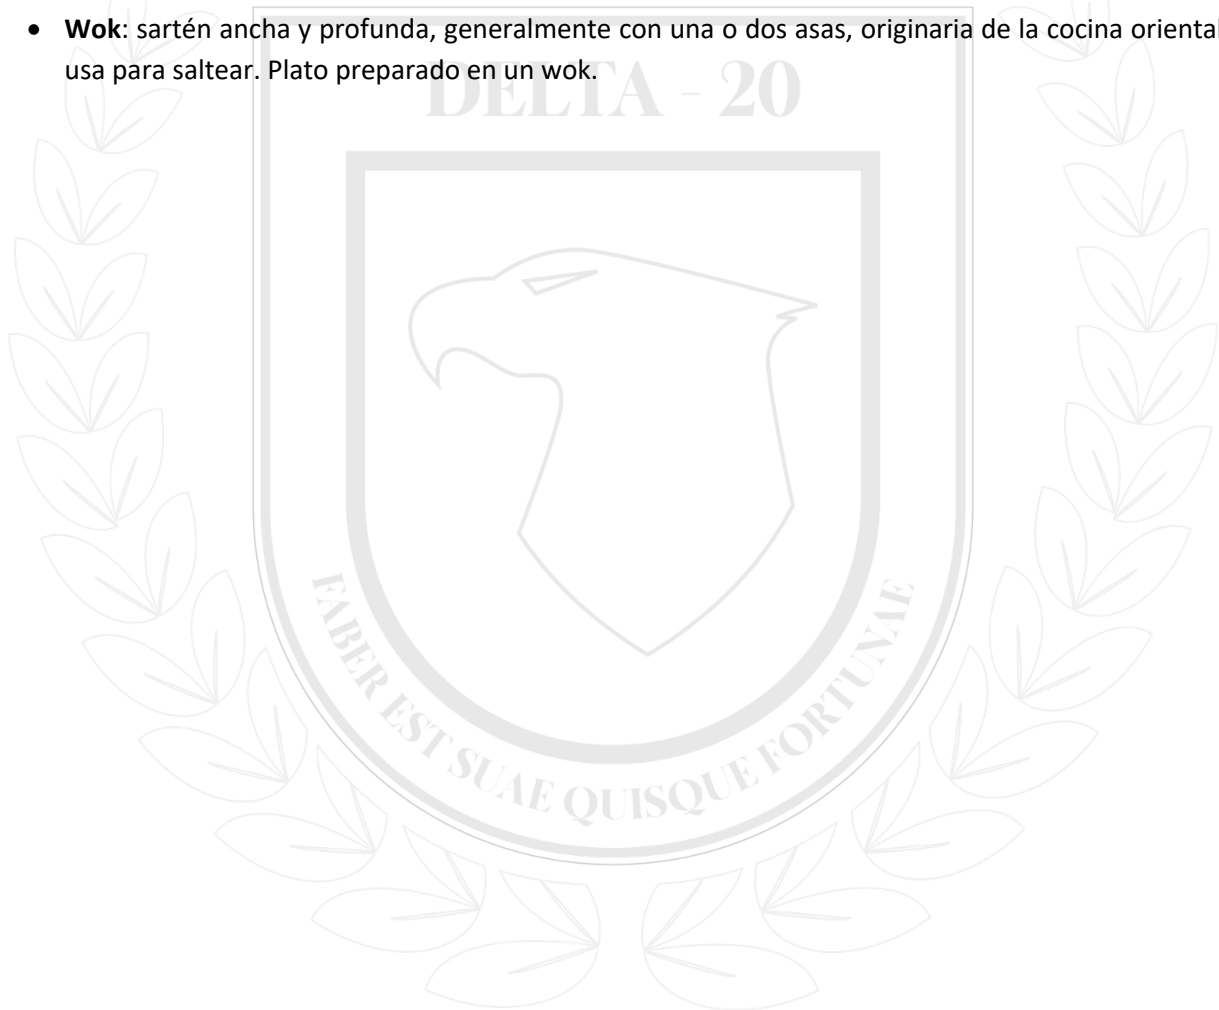 • Wok: sartén ancha y profunda, generalmente con una o dos asas, originaria de la cocina oriental
usa para saltear. Plato preparado en un wok.
DELTA - 20
FABER EST SUAE QUISQUE FORTUNAE